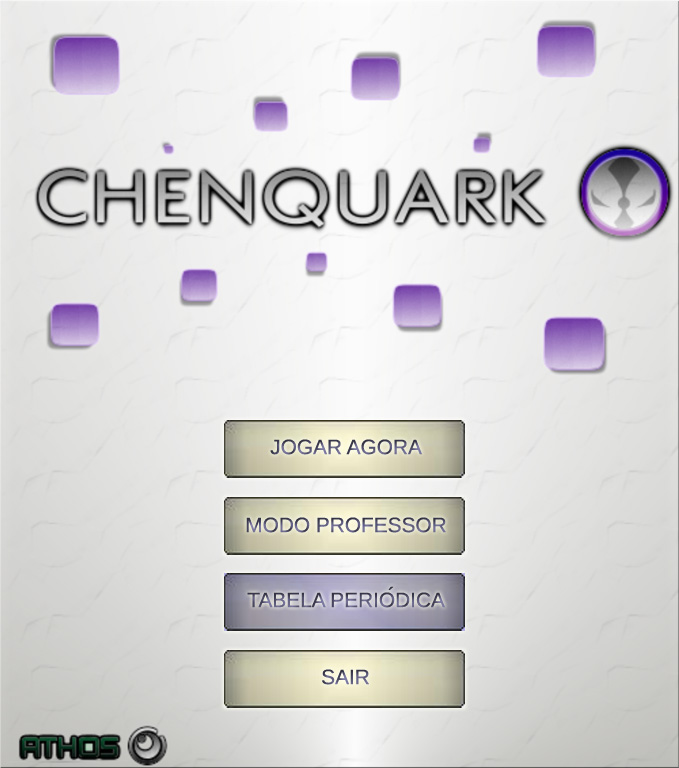 CHENQUARK
JOGAR AGORA
MODO PROFESSOR
TABELA PERIÓDICA
SAIR
ATHOS